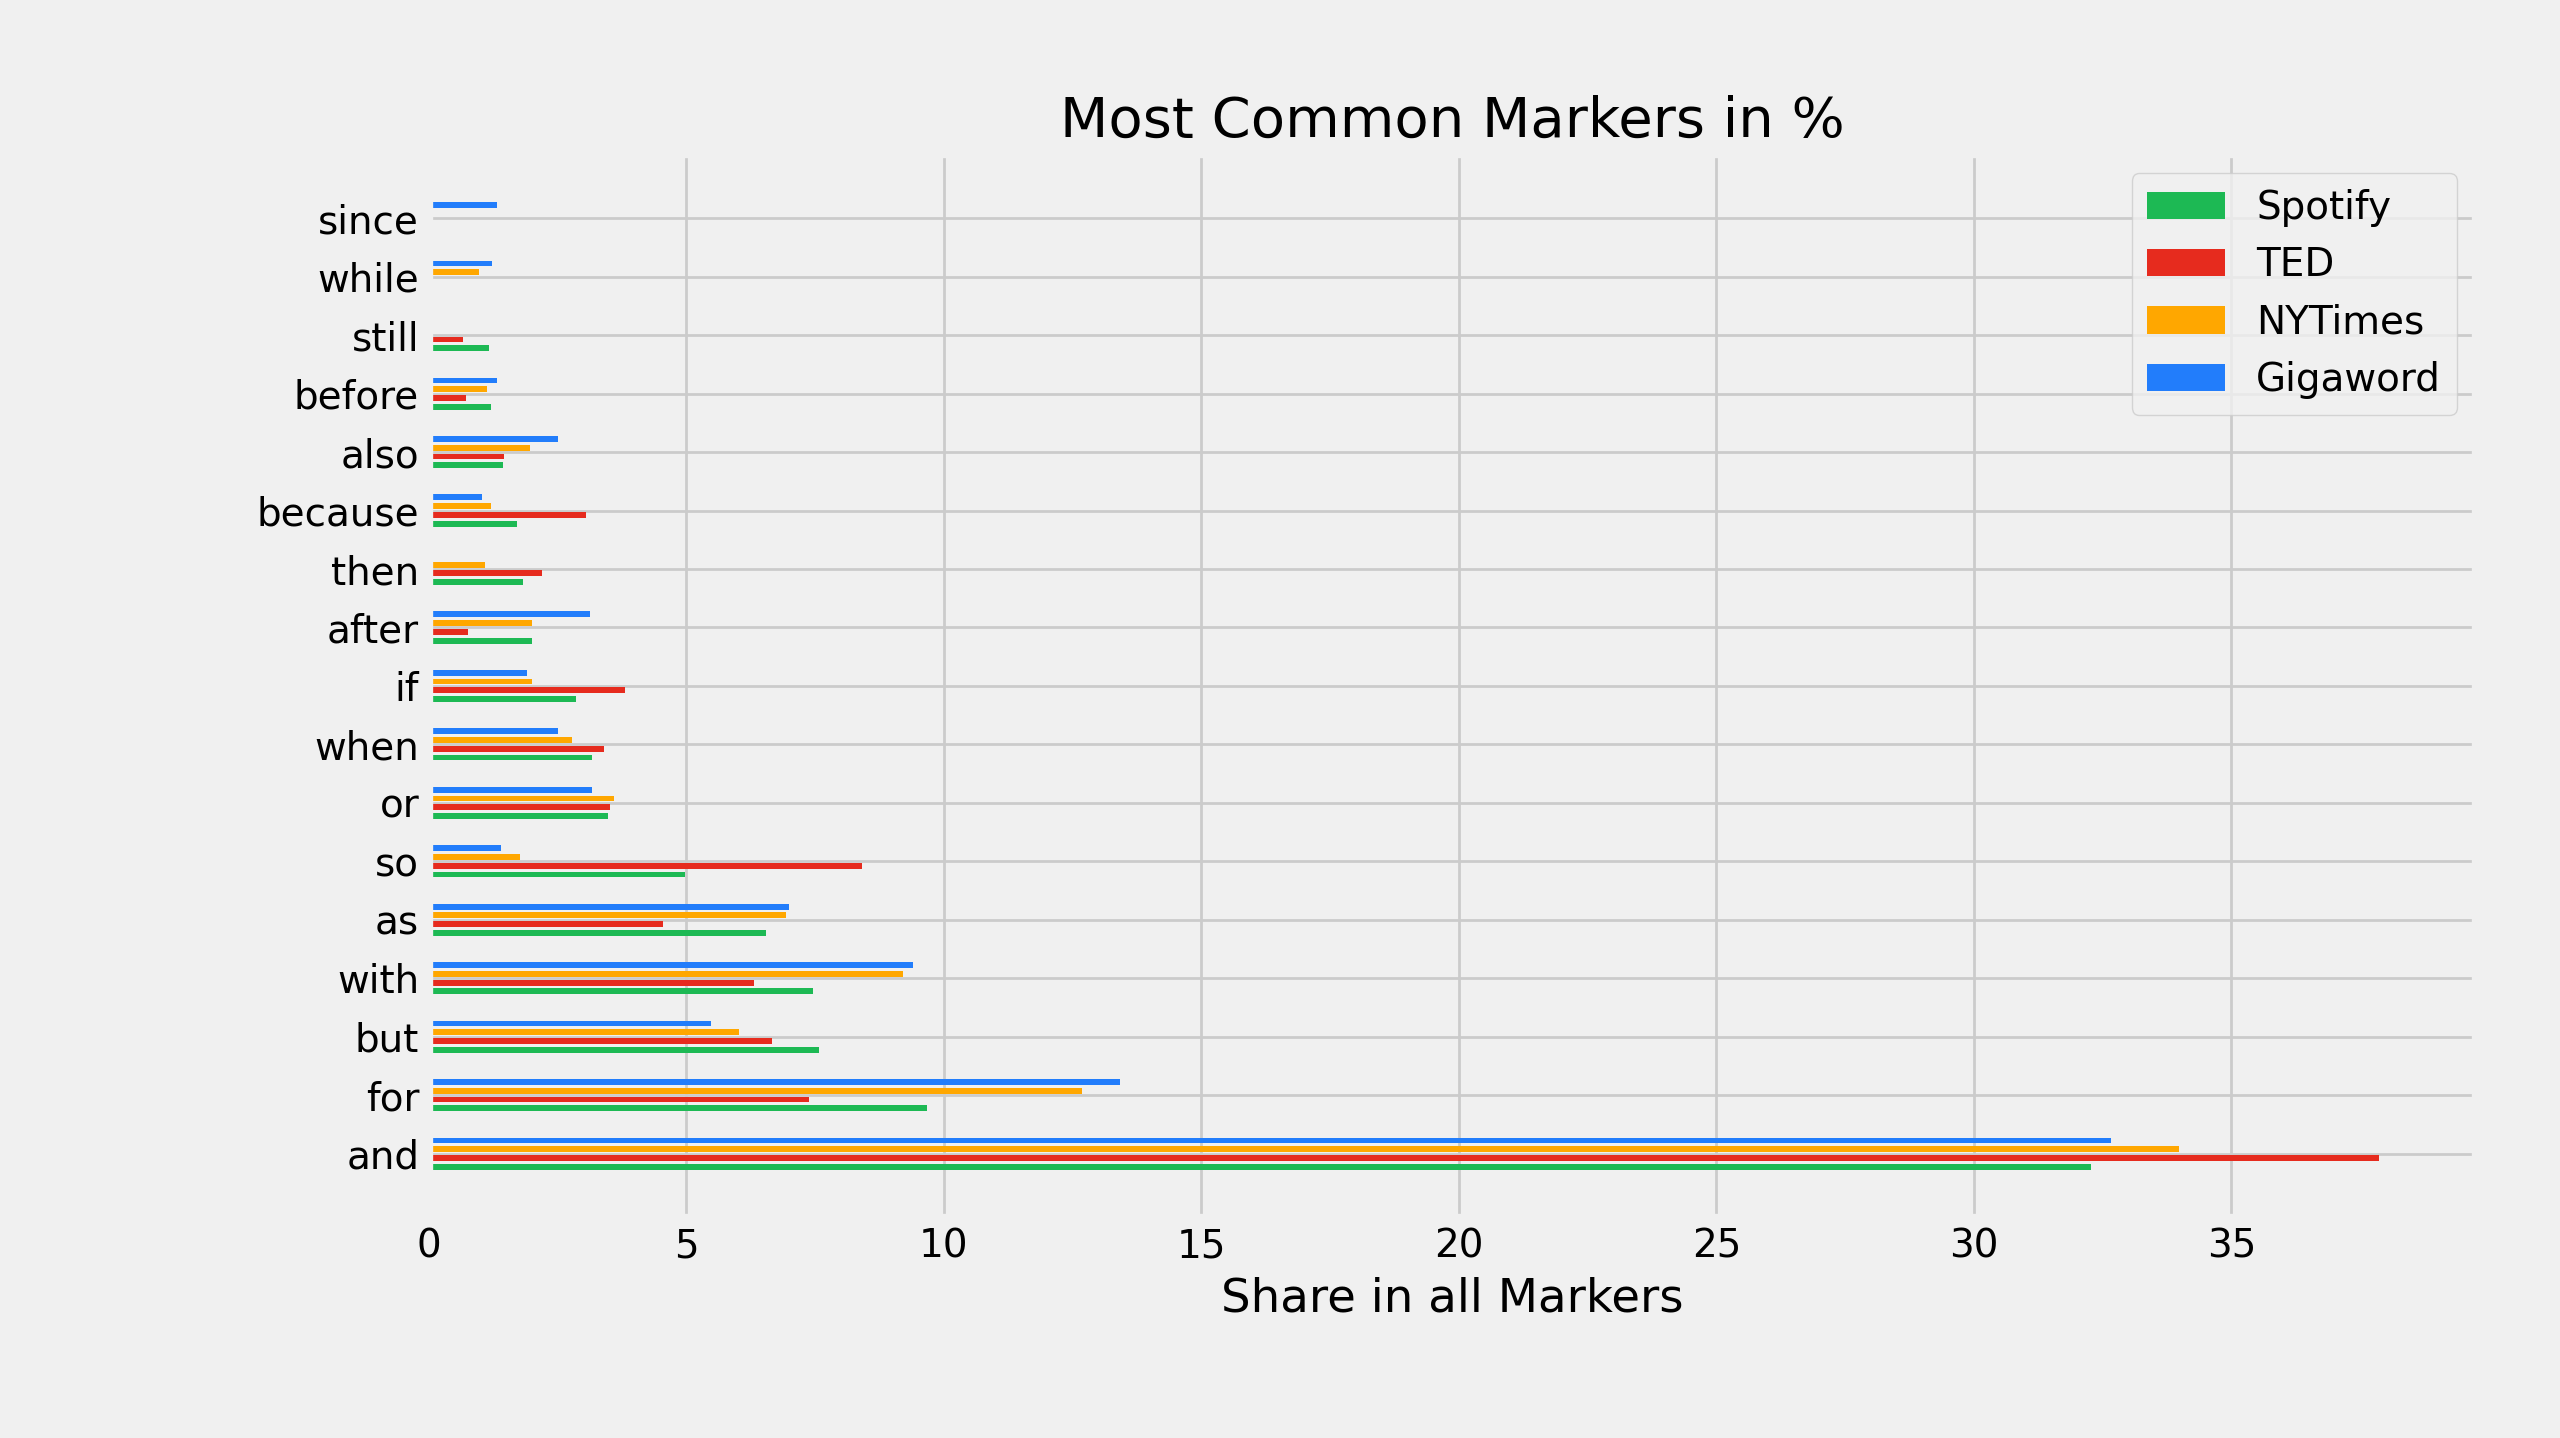 Most Common Markers in %
since
while
still
before
also
because
then
after
if
when
or
so
as
with
but
for
and
Spotify
TED
NYTimes
Gigaword
0 5 10 15 20 25 30 35
Share in all Markers